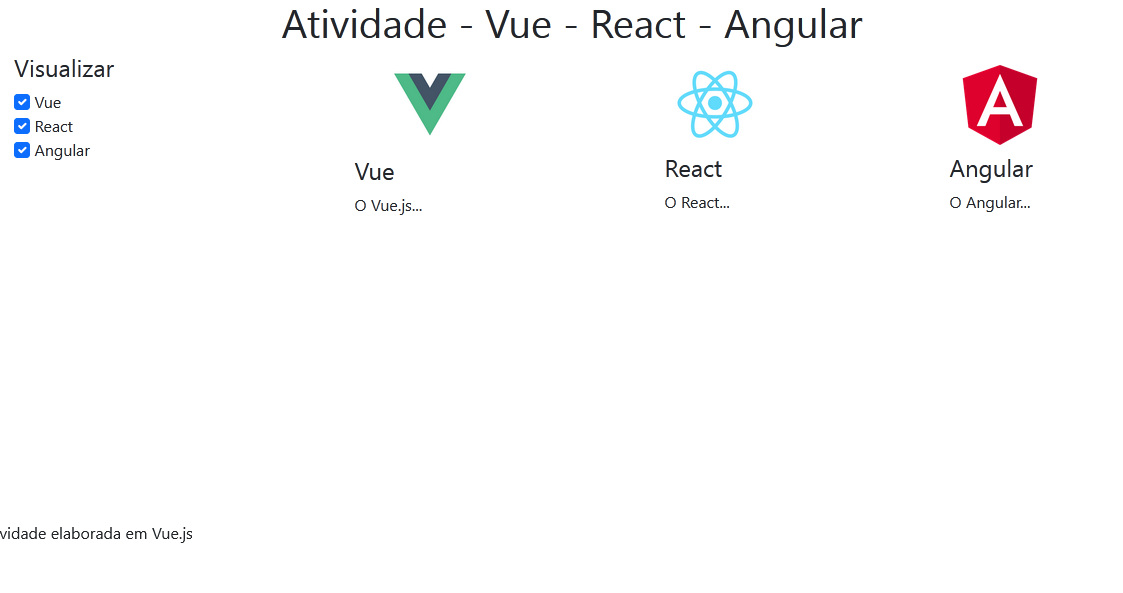 Atividade - Vue - React - Angular
Visualizar
Vue
React
Angular
Vue
O Vue.js...
React
O React...
A
Angular
O Angular...
vidade elaborada em Vue.js